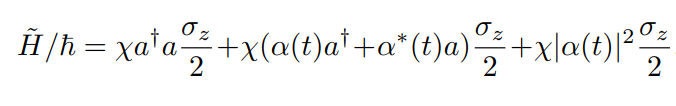 H̃/ħ = χa†a σ_z/2 + χ(α(t)a† + α*(t)a) σ_z/2 + χ|α(t)|² σ_z/2